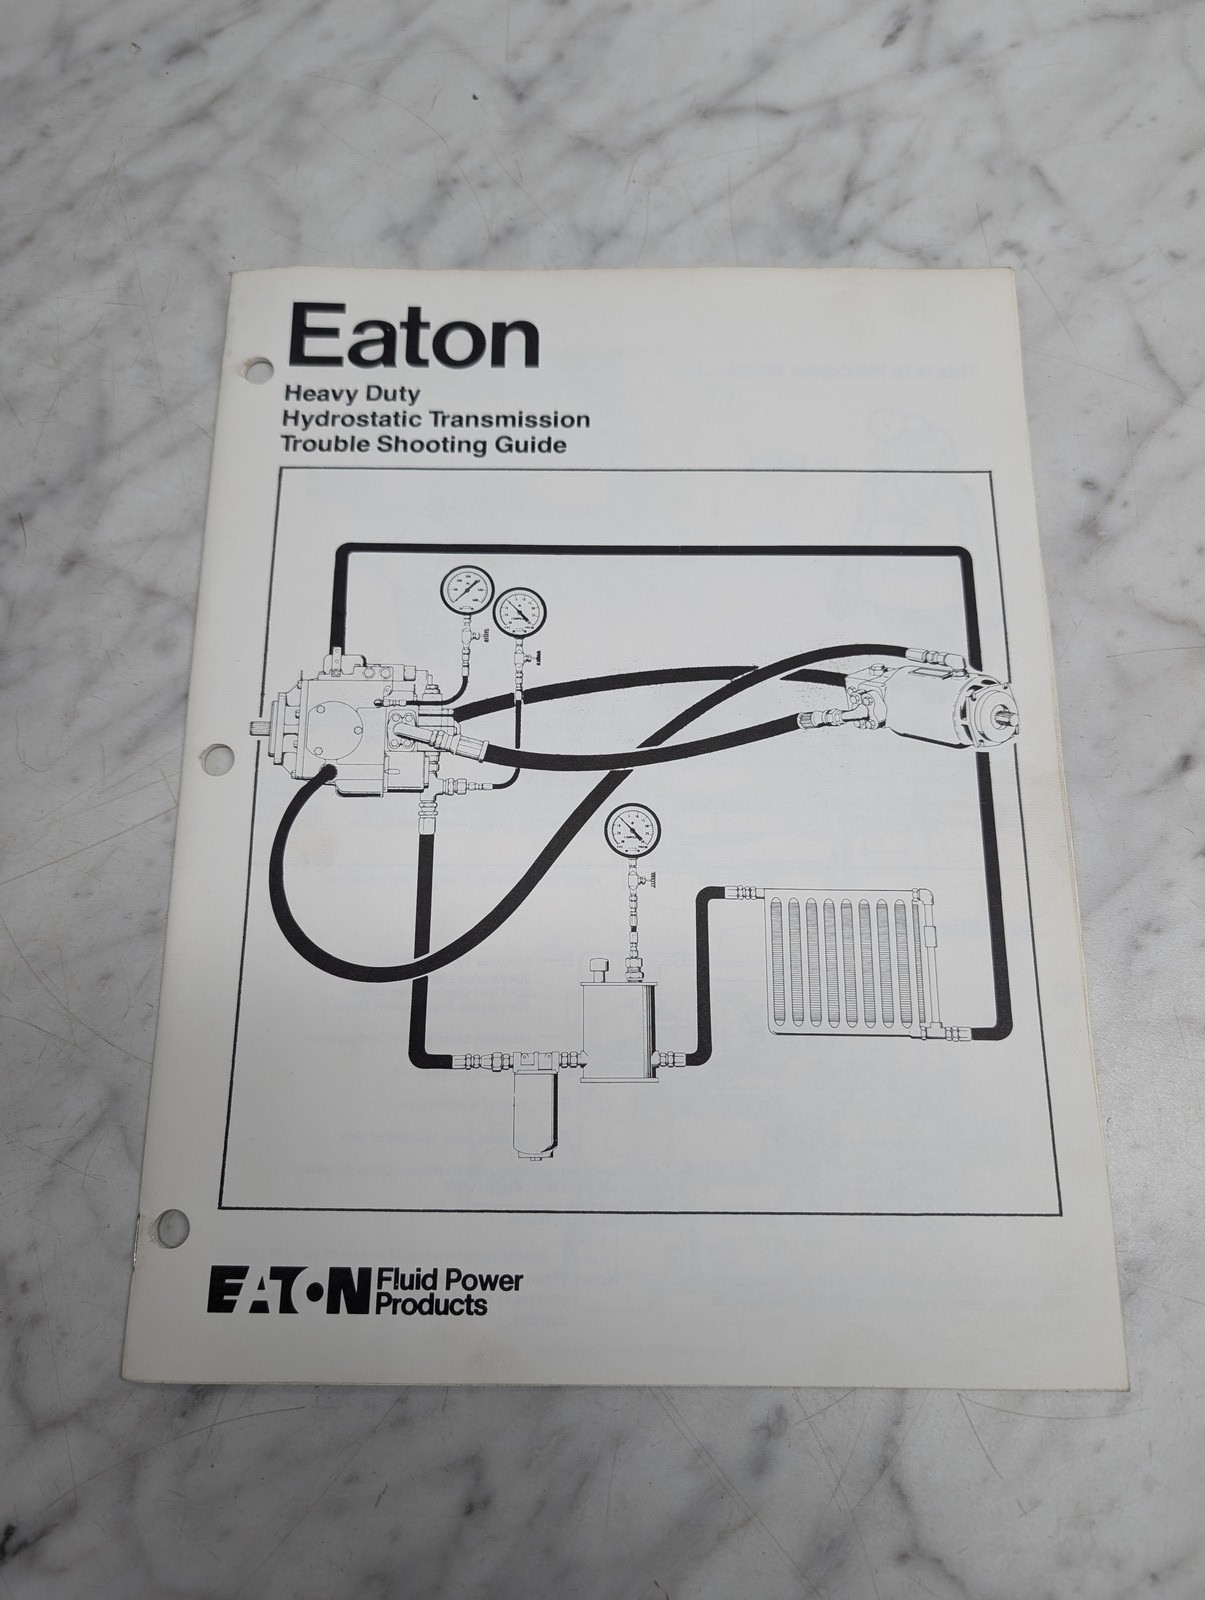 Eaton
Heavy Duty
Hydrostatic Transmission
Trouble Shooting Guide
EATON Fluid Power
Products